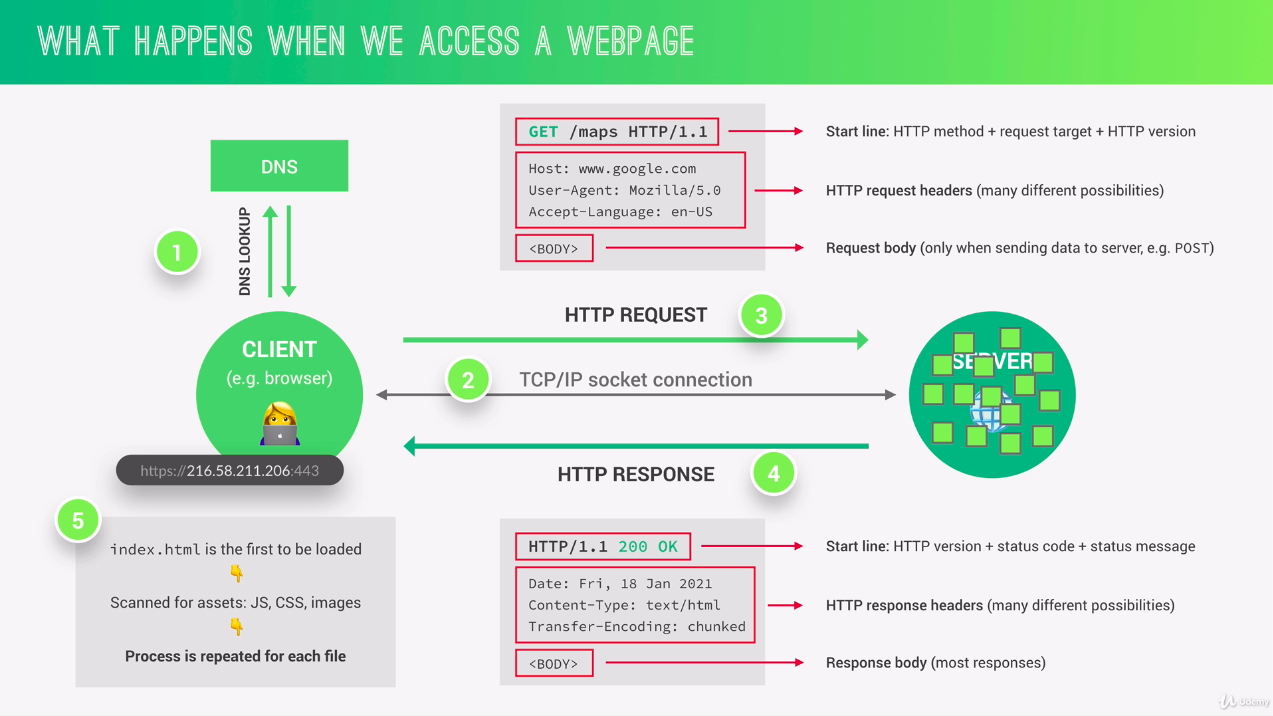 WHAT HAPPENS WHEN WE ACCESS A WEBPAGE
DNS
DNS LOOKUP
1
CLIENT
(e.g. browser)
https://216.58.211.206:443
GET /maps HTTP/1.1
Start line: HTTP method + request target + HTTP version
Host: www.google.com
User-Agent: Mozilla/5.0
Accept-Language: en-US
HTTP request headers (many different possibilities)
<BODY>
Request body (only when sending data to server, e.g. POST)
HTTP REQUEST
3
2
TCP/IP socket connection
SERVER
HTTP RESPONSE
4
5
index.html is the first to be loaded
👇
Scanned for assets: JS, CSS, images
👇
Process is repeated for each file
HTTP/1.1 200 OK
Start line: HTTP version + status code + status message
Date: Fri, 18 Jan 2021
Content-Type: text/html
Transfer-Encoding: chunked
HTTP response headers (many different possibilities)
<BODY>
Response body (most responses)
Udemy